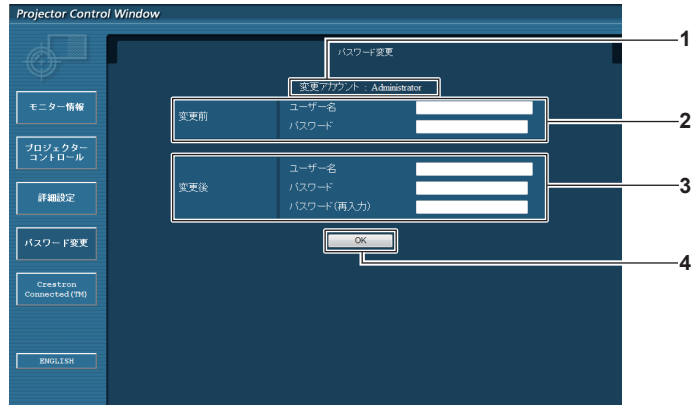 Projector Control Window
1
パスワード変更
変更アカウント : Administrator
変更前
ユーザー名
パスワード
2
変更後
ユーザー名
パスワード
パスワード(再入力)
3
OK
4
モニター情報
プロジェクター
コントロール
詳細設定
パスワード変更
Crestron
Connected(TM)
ENGLISH